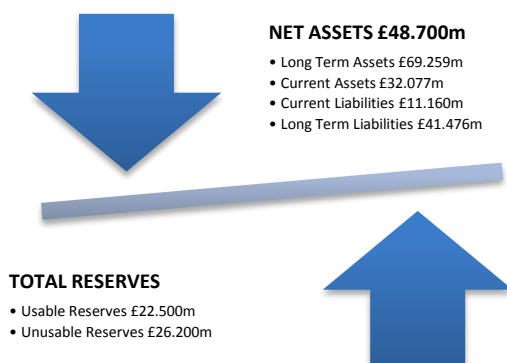 NET ASSETS £48.700m
• Long Term Assets £69.259m
• Current Assets £32.077m
• Current Liabilities £11.160m
• Long Term Liabilities £41.476m
TOTAL RESERVES
• Usable Reserves £22.500m
• Unusable Reserves £26.200m